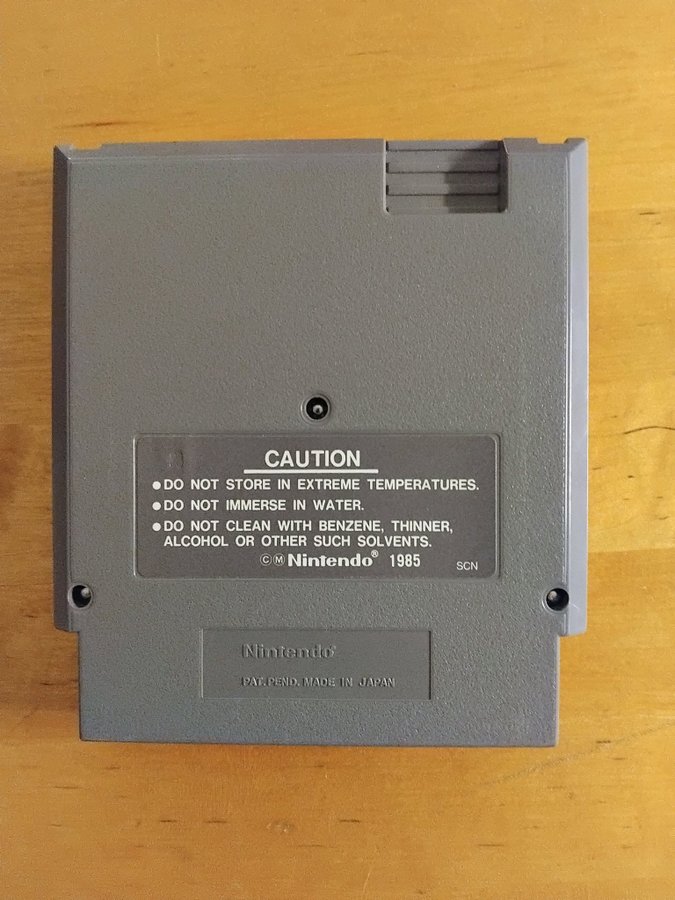 CAUTION
●DO NOT STORE IN EXTREME TEMPERATURES.
●DO NOT IMMERSE IN WATER.
●DO NOT CLEAN WITH BENZENE, THINNER,
ALCOHOL OR OTHER SUCH SOLVENTS.
©Ⓜ Nintendo® 1985 SCN
Nintendo®
PAT.PEND. MADE IN JAPAN